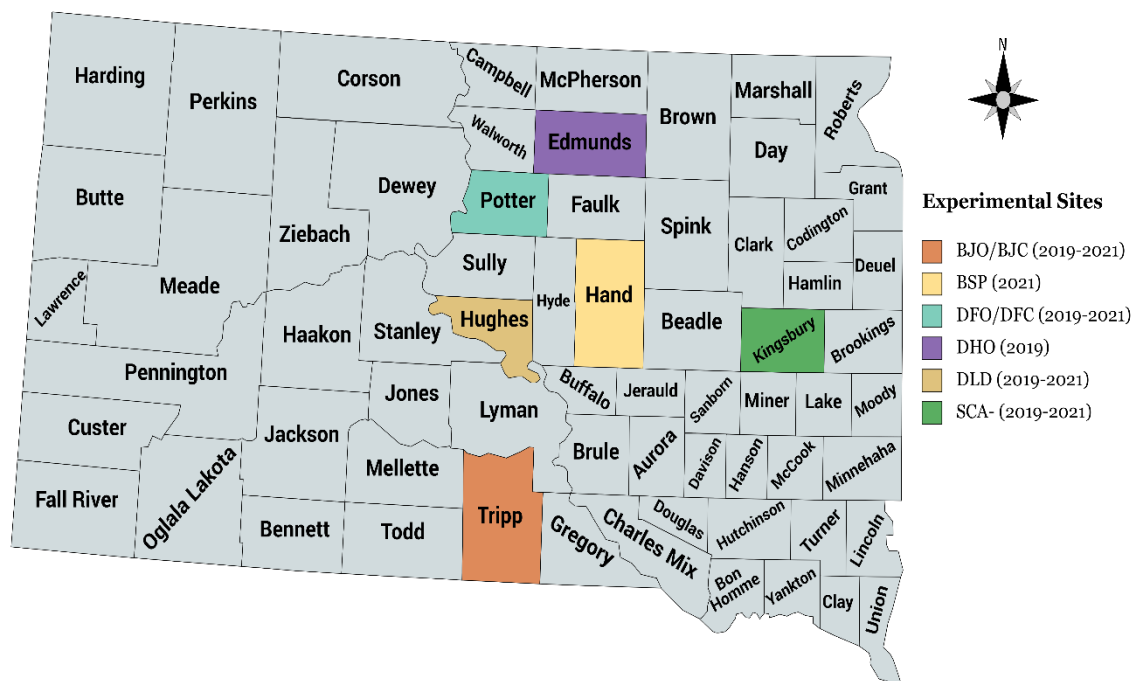 N
Harding
Perkins
Corson
Campbell
McPherson
Brown
Marshall
Roberts
Walworth
Edmunds
Day
Butte
Dewey
Potter
Faulk
Grant
Ziebach
Spink
Clark
Codington
Sully
Hamlin
Deuel
Lawrence
Meade
Hyde
Hand
Haakon
Stanley
Hughes
Beadle
Kingsbury
Brookings
Pennington
Jones
Lyman
Buffalo
Jerauld
Sanborn
Miner
Lake
Moody
Custer
Jackson
Mellette
Brule
Aurora
Davison
Hanson
McCook
Minnehaha
Fall River
Oglala Lakota
Bennett
Todd
Tripp
Gregory
Charles Mix
Douglas
Hutchinson
Turner
Lincoln
Bon
Homme
Yankton
Clay
Union
Experimental Sites
BJO/BJC (2019-2021)
BSP (2021)
DFO/DFC (2019-2021)
DHO (2019)
DLD (2019-2021)
SCA- (2019-2021)